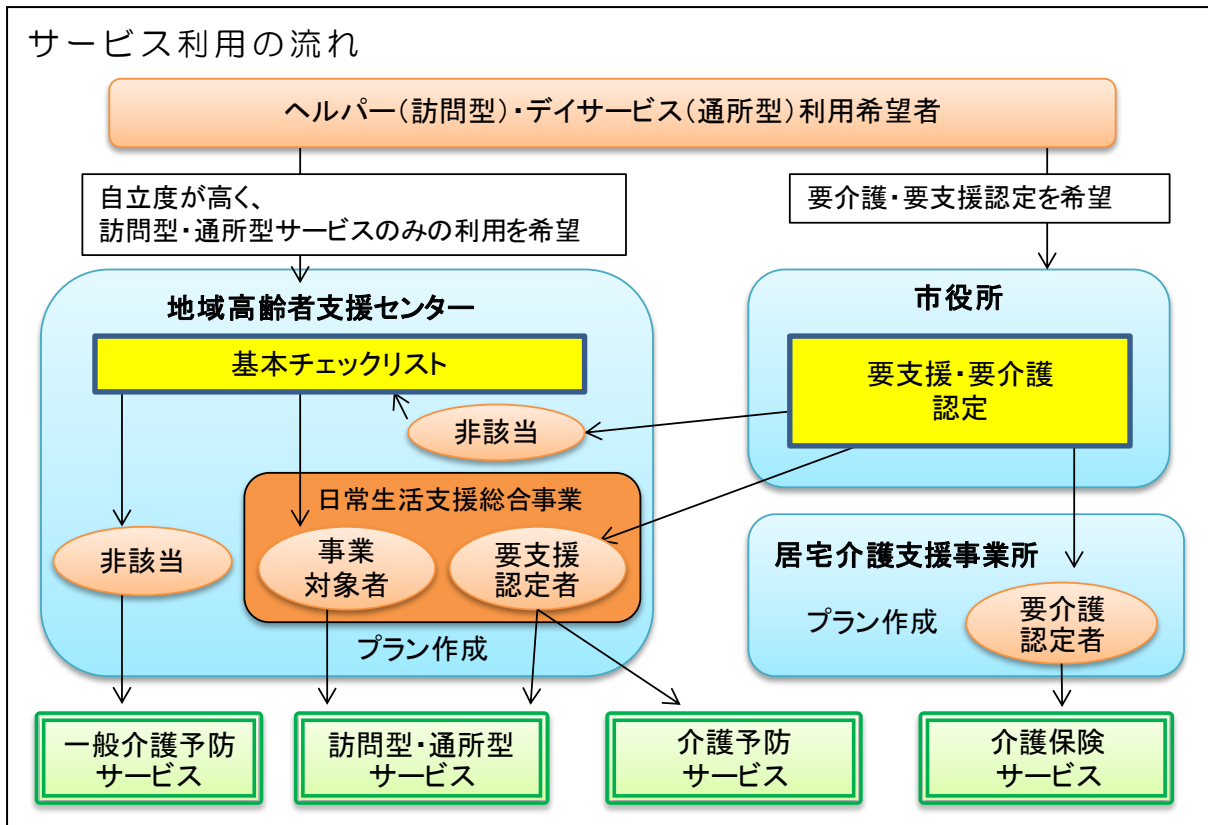 サービス利用の流れ
ヘルパー(訪問型)・デイサービス(通所型)利用希望者
自立度が高く、
訪問型・通所型サービスのみの利用を希望
要介護・要支援認定を希望
地域高齢者支援センター
基本チェックリスト
市役所
要支援・要介護
認定
非該当
日常生活支援総合事業
非該当
事業
対象者
要支援
認定者
プラン作成
居宅介護支援事業所
プラン作成
要介護
認定者
一般介護予防
サービス
訪問型・通所型
サービス
介護予防
サービス
介護保険
サービス